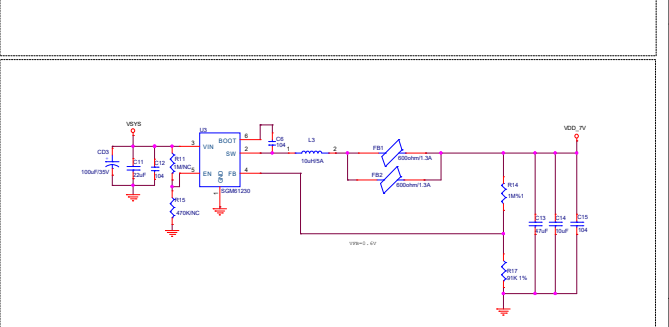 VSYS
CD3
100uF/35V
C11
22uF
C12
104
R11
1M/NC
R15
470K/NC
U3
3
VIN
BOOT
6
SW
2
5
EN
GND
FB
4
1
SGM61230
C6
104
L3
1
2
10uH/5A
FB1
600ohm/1.3A
FB2
600ohm/1.3A
VDD_7V
R14
1M%1
C13
47uF
C14
C15
104
R17
91K 1%